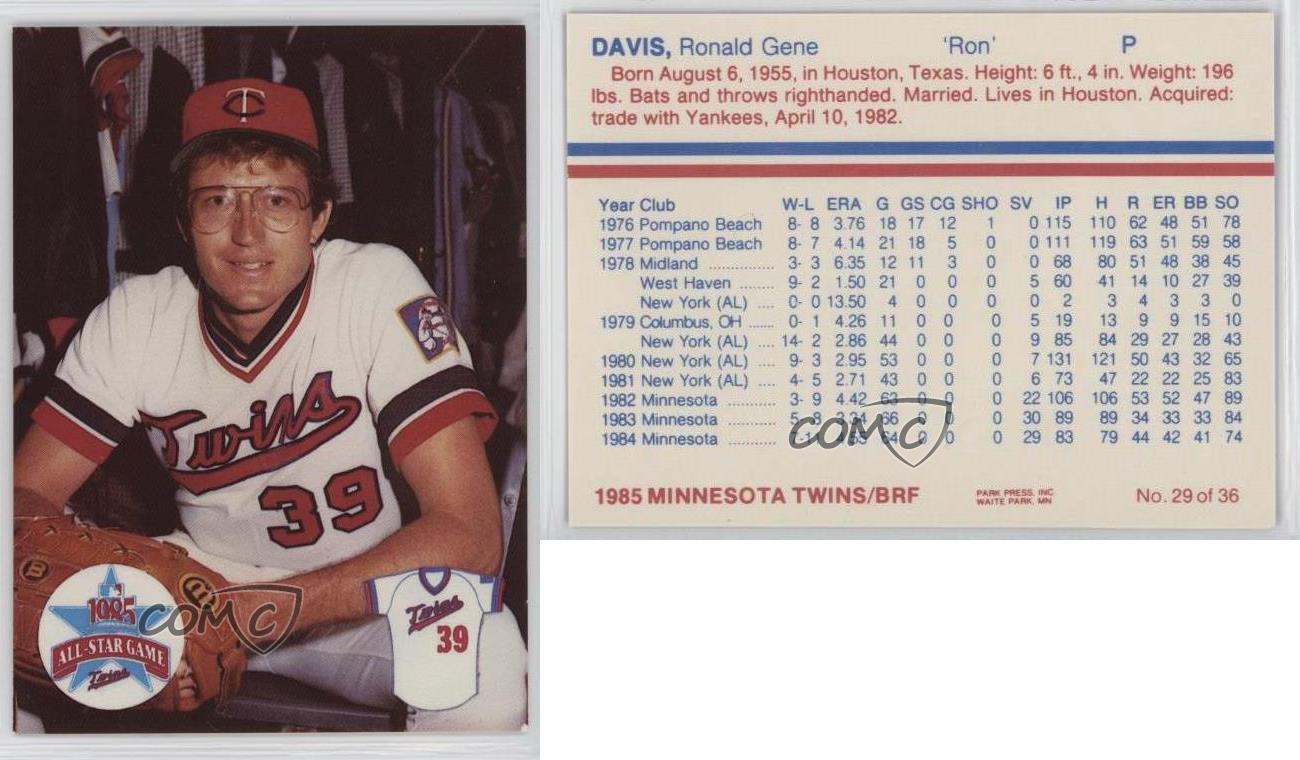 TC
Twins
39
1985
ALL-STAR GAME
Twins
Twins
39
COMC
DAVIS, Ronald Gene 'Ron' P
Born August 6, 1955, in Houston, Texas. Height: 6 ft., 4 in. Weight: 196
lbs. Bats and throws righthanded. Married. Lives in Houston. Acquired:
trade with Yankees, April 10, 1982.
Year Club W-L ERA G GS CG SHO SV IP H R ER BB SO
1976 Pompano Beach 8- 8 3.76 18 17 12 1 0 115 110 62 48 51 78
1977 Pompano Beach 8- 7 4.14 21 18 5 0 0 111 119 63 51 59 58
1978 Midland .............. 3- 3 6.35 12 11 3 0 0 68 80 51 48 38 45
West Haven ........ 9- 2 1.50 21 0 0 0 5 60 41 14 10 27 39
New York (AL) .... 0- 0 13.50 4 0 0 0 0 2 3 4 3 3 0
1979 Columbus, OH ...... 0- 1 4.26 11 0 0 0 5 19 13 9 9 15 10
New York (AL) .... 14- 2 2.86 44 0 0 0 9 85 84 29 27 28 43
1980 New York (AL) .... 9- 3 2.95 53 0 0 0 7 131 121 50 43 32 65
1981 New York (AL) .... 4- 5 2.71 43 0 0 0 6 73 47 22 22 25 83
1982 Minnesota ........... 3- 9 4.42 63 0 0 0 22 106 106 53 52 47 89
1983 Minnesota ........... 5- 8 3.34 66 0 0 0 30 89 89 34 33 33 84
1984 Minnesota ........... 64 0 0 0 29 83 79 44 42 41 74
COMC
1985 MINNESOTA TWINS/BRF
PARK PRESS, INC
WAITE PARK, MN
No. 29 of 36